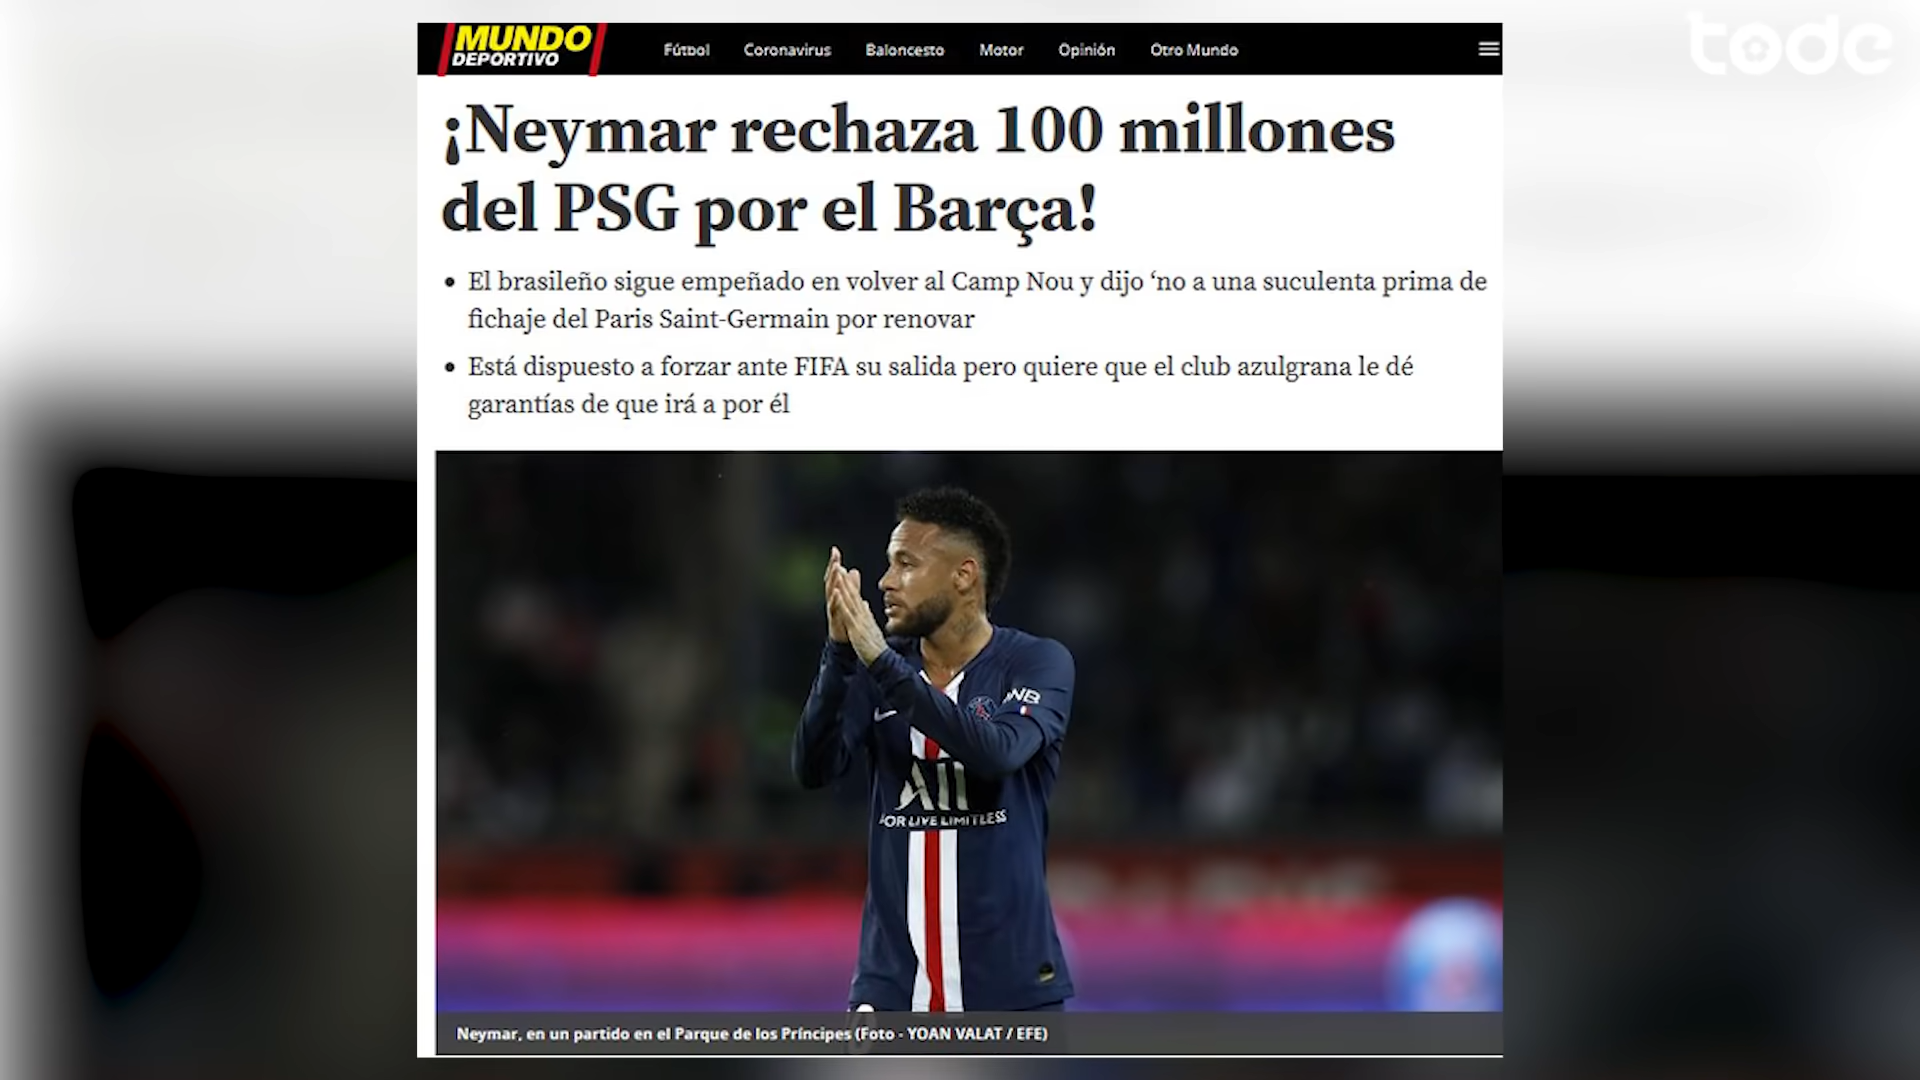 MUNDO
DEPORTIVO
Fútbol Coronavirus Baloncesto Motor Opinión Otro Mundo
tode
¡Neymar rechaza 100 millones
del PSG por el Barça!
El brasileño sigue empeñado en volver al Camp Nou y dijo ‘no a una suculenta prima de
fichaje del Paris Saint-Germain por renovar
Está dispuesto a forzar ante FIFA su salida pero quiere que el club azulgrana le dé
garantías de que irá a por él
QNB
All
ACCOR LIVE LIMITLESS
Neymar, en un partido en el Parque de los Príncipes (Foto - YOAN VALAT / EFE)